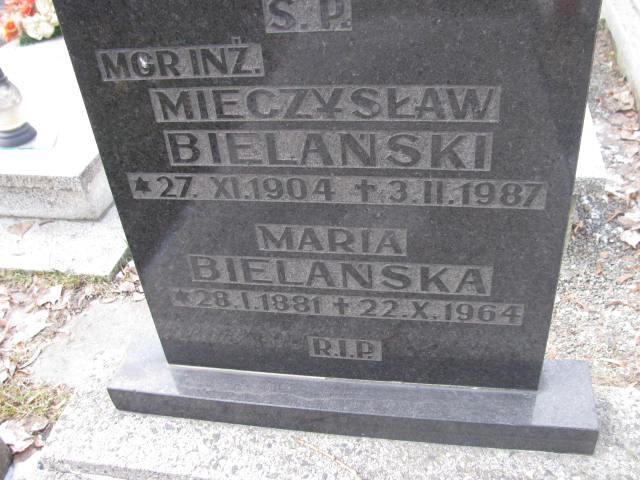 Ś.P.
MGR INŻ.
MIECZYSŁAW
BIELAŃSKI
★27.XI.1904 ✝3.II.1987
MARIA
BIELAŃSKA
★28.I.1881 ✝22.X.1964
R.I.P.